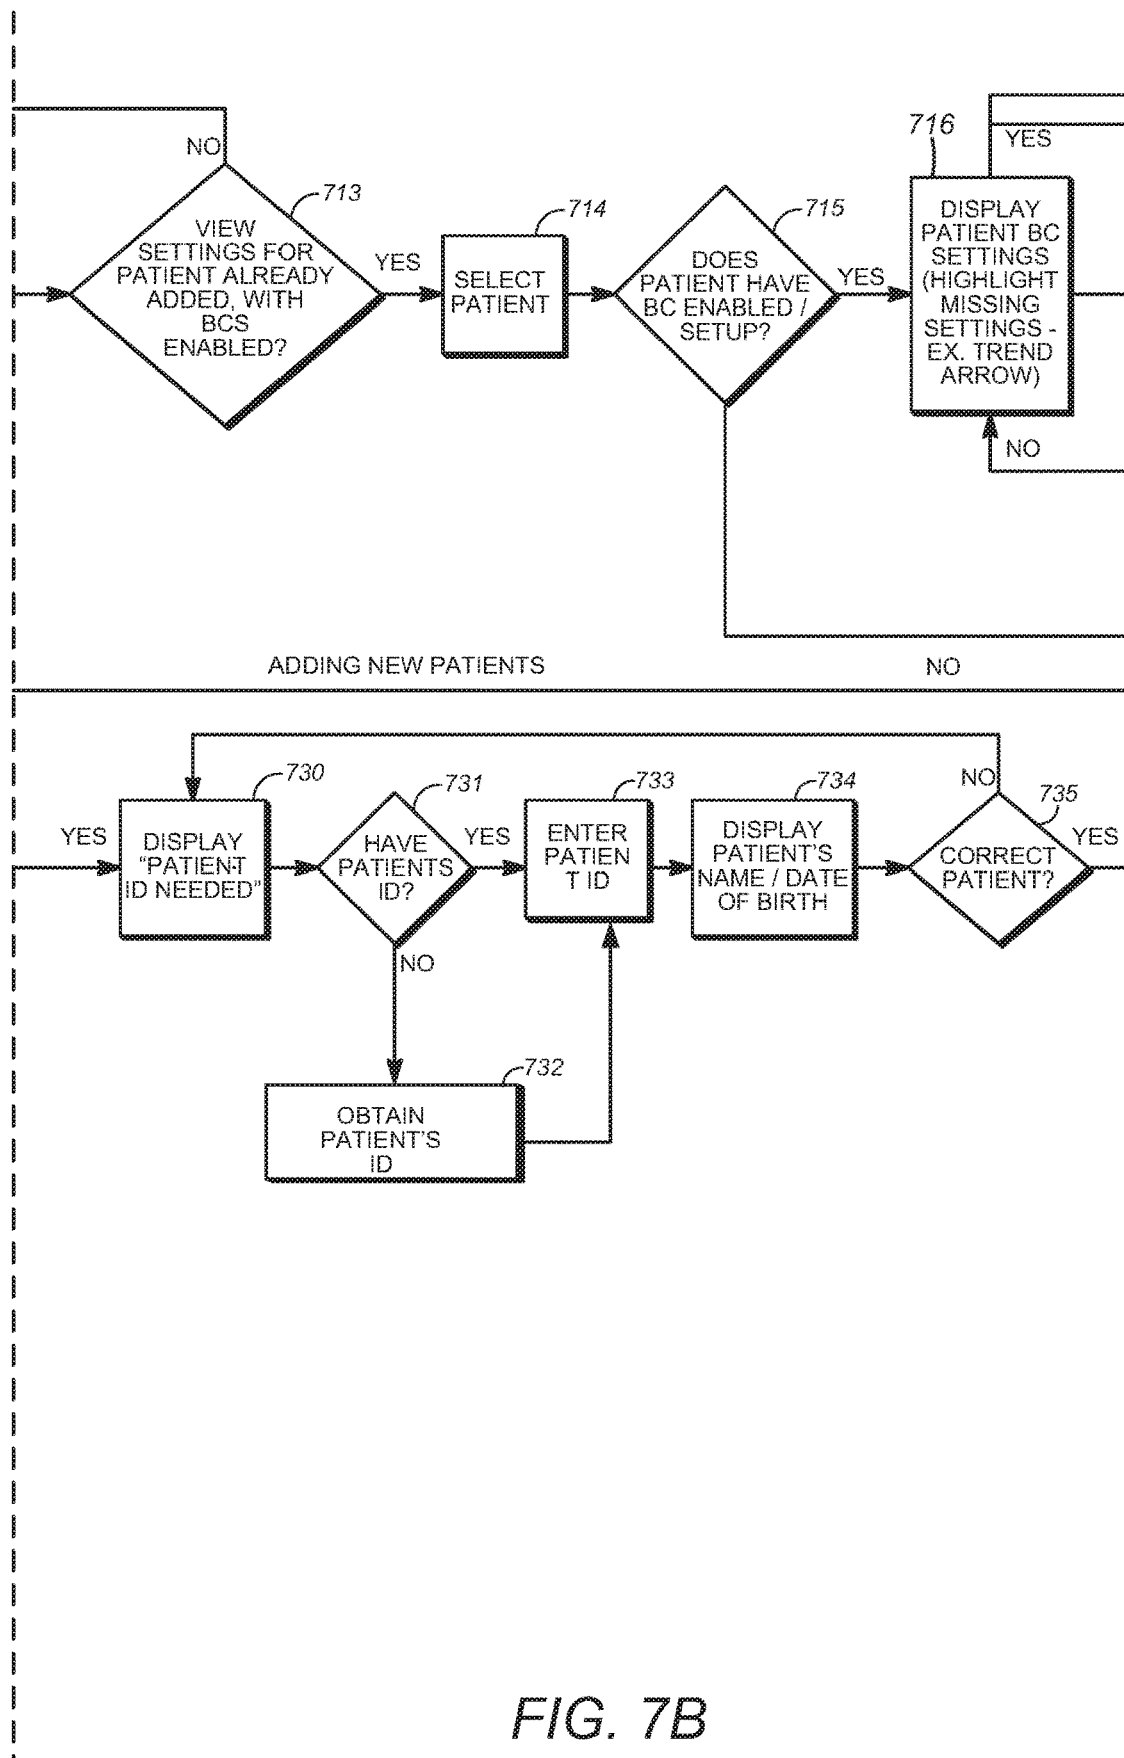 NO
713
VIEW
SETTINGS FOR
PATIENT ALREADY
ADDED, WITH
BCS
ENABLED?
YES
714
SELECT
PATIENT
715
DOES
PATIENT HAVE
BC ENABLED /
SETUP?
YES
716
YES
DISPLAY
PATIENT BC
SETTINGS
(HIGHLIGHT
MISSING
SETTINGS -
EX. TREND
ARROW)
NO
ADDING NEW PATIENTS
NO
YES
730
DISPLAY
“PATIENT
ID NEEDED”
731
HAVE
PATIENTS
ID?
YES
NO
733
ENTER
PATIEN
T ID
734
DISPLAY
PATIENT’S
NAME / DATE
OF BIRTH
NO
735
CORRECT
PATIENT?
YES
732
OBTAIN
PATIENT’S
ID
FIG. 7B